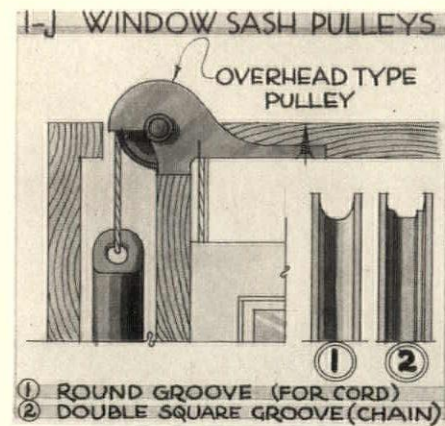 I-J WINDOW SASH PULLEYS
OVERHEAD TYPE
PULLEY
1 2
1 ROUND GROOVE (FOR CORD)
2 DOUBLE SQUARE GROOVE (CHAIN)